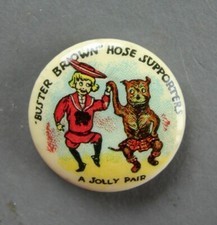 "BUSTER BROWN" HOSE SUPPORTER
A JOLLY PAIR